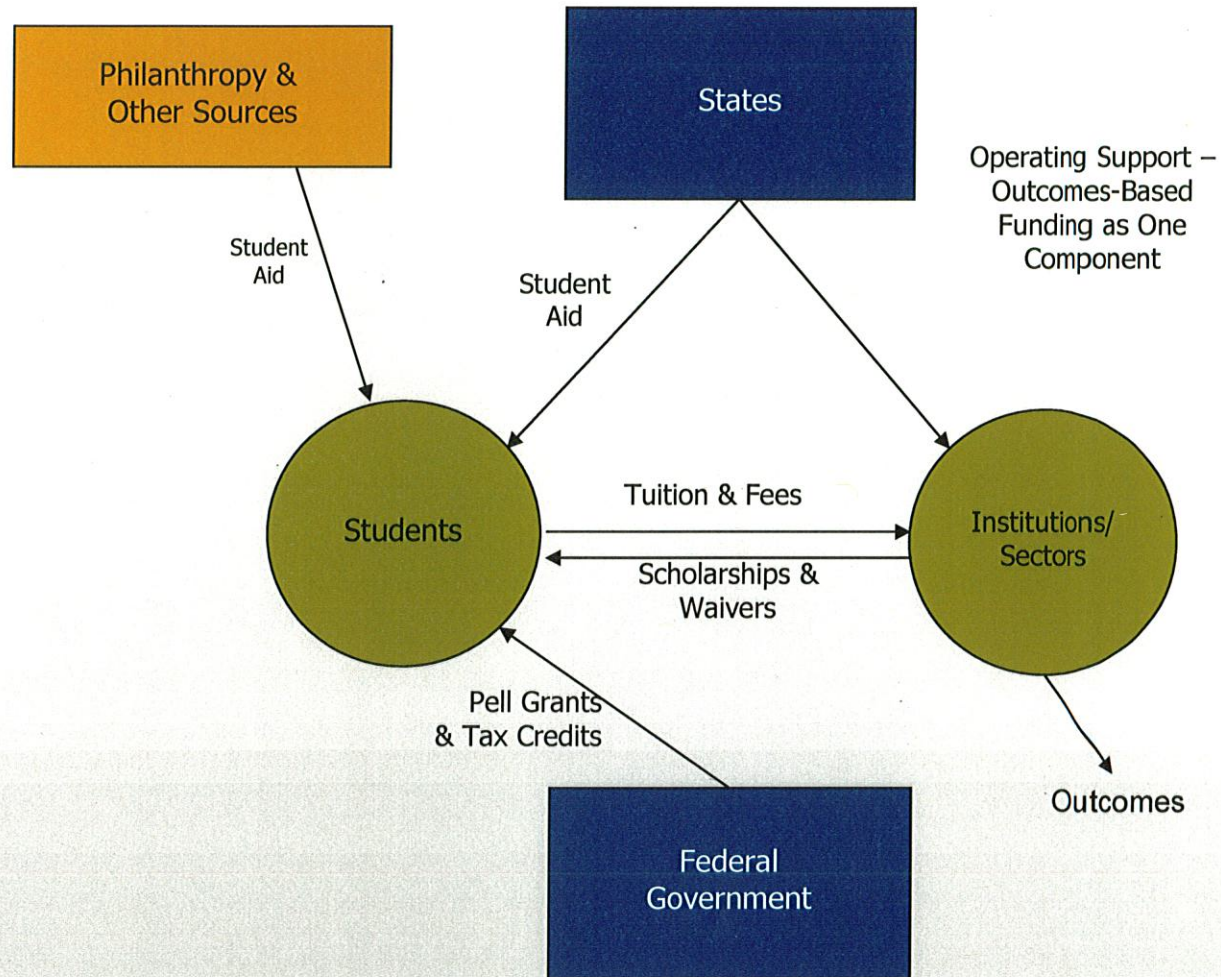 Philanthropy &
Other Sources
States
Operating Support –
Outcomes-Based
Funding as One
Component
Student
Aid
Student
Aid
Students
Tuition & Fees
Scholarships &
Waivers
Institutions/
Sectors
Pell Grants
& Tax Credits
Outcomes
Federal
Government